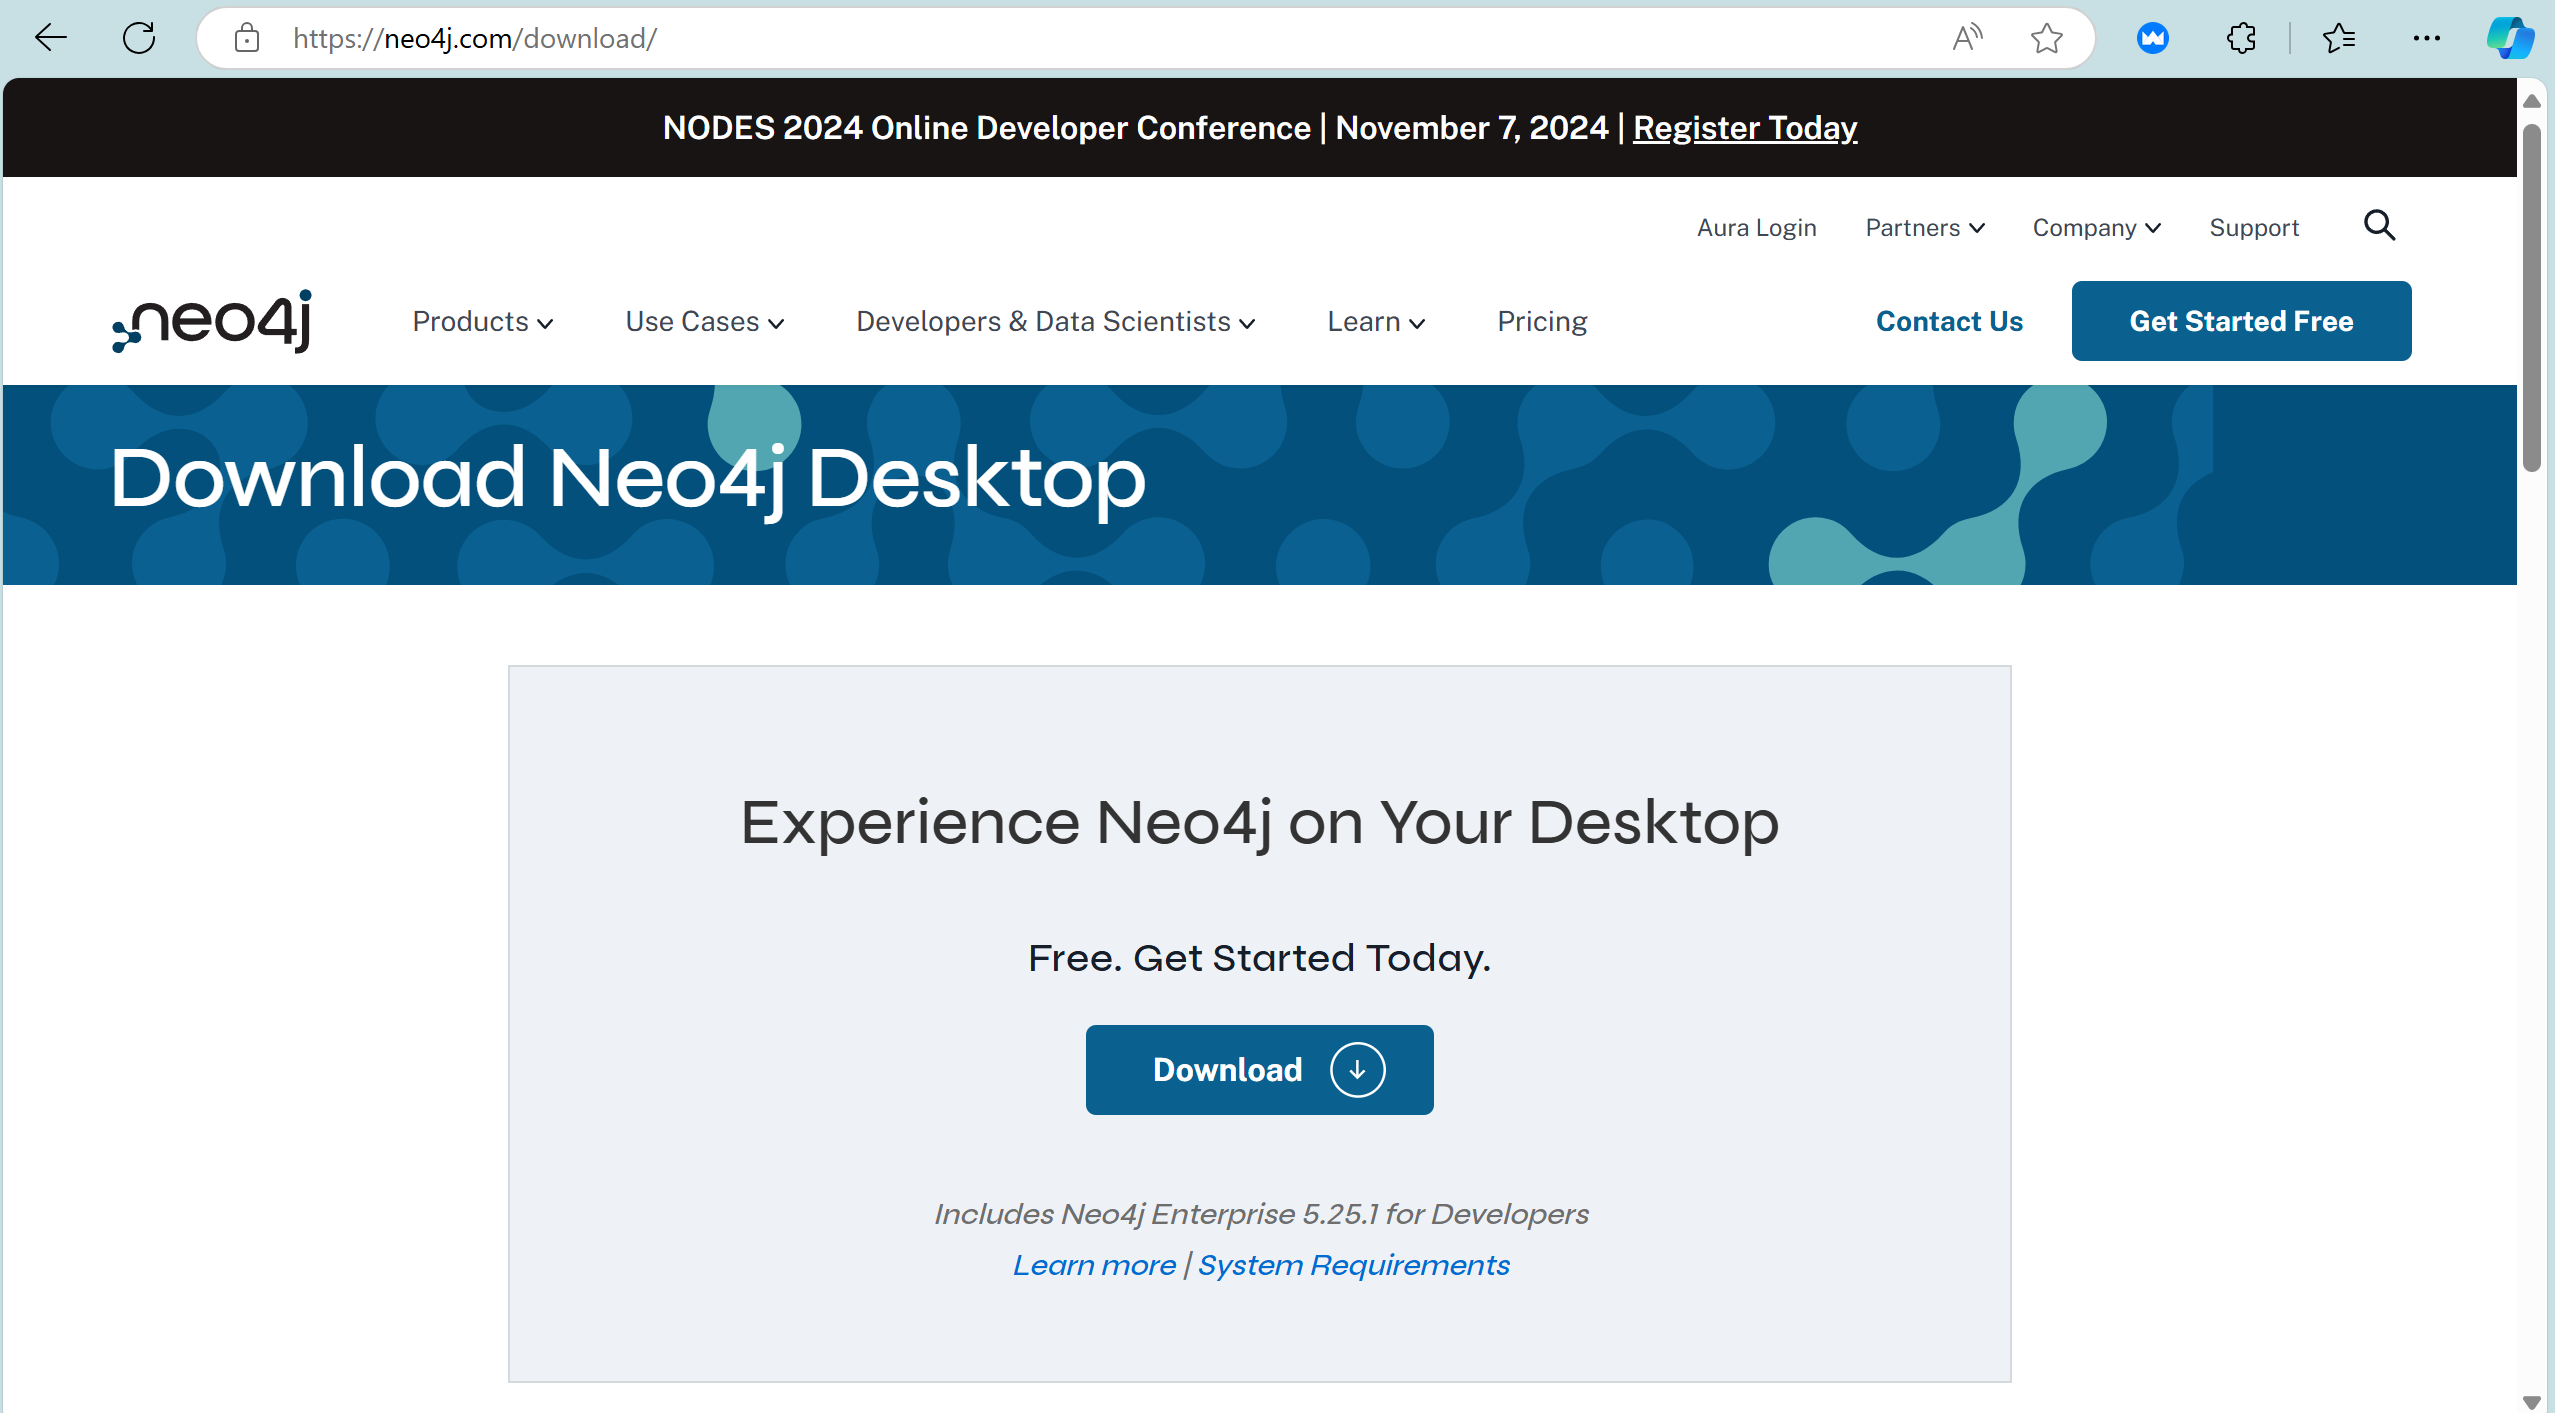 https://neo4j.com/download/
NODES 2024 Online Developer Conference | November 7, 2024 | Register Today
Aura Login Partners Company Support
neo4j Products Use Cases Developers & Data Scientists Learn Pricing Contact Us Get Started Free
Download Neo4j Desktop
Experience Neo4j on Your Desktop
Free. Get Started Today.
Download
Includes Neo4j Enterprise 5.25.1 for Developers
Learn more | System Requirements